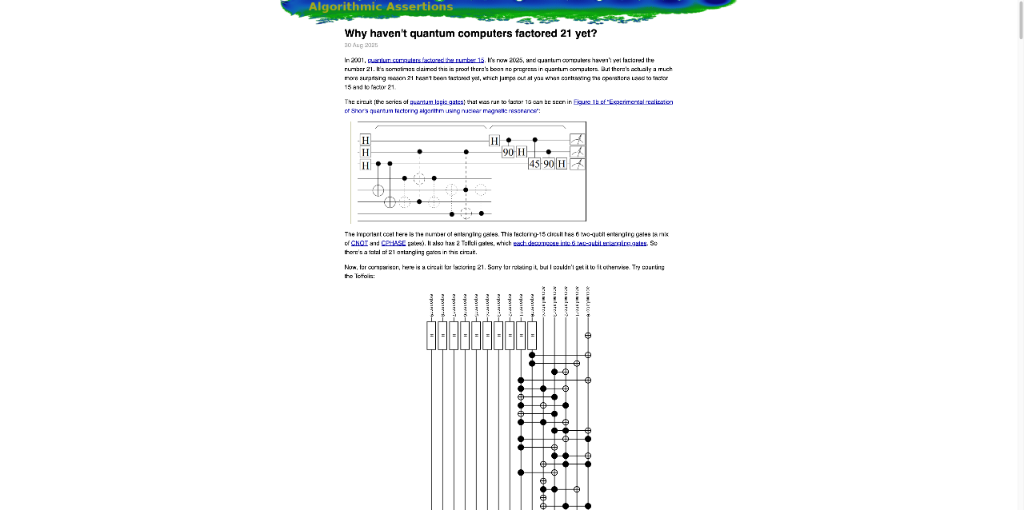 Algorithmic Assertions
Why haven't quantum computers factored 21 yet?
30 Aug 2025
In 2001, quantum computers factored the number 15. It's now 2025, and quantum computers haven't yet factored the
number 21. It's sometimes claimed this is proof there's been no progress in quantum computers. But there's actually a much
more surprising reason 21 hasn't been factored yet, which jumps out at you when contrasting the operations used to factor
15 and to factor 21.
The circuit (the series of quantum logic gates) that was run to factor 15 can be seen in Figure 1b of "Experimental realization
of Shor's quantum factoring algorithm using nuclear magnetic resonance":
H H
H 90 H
H 45 90 H
The important cost here is the number of entangling gates. This factoring-15 circuit has 6 two-qubit entangling gates (a mix
of CNOT and CPHASE gates). It also has 2 Toffoli gates, which each decompose into 6 two-qubit entangling gates. So
there's a total of 21 entangling gates in this circuit.
Now, for comparison, here is a circuit for factoring 21. Sorry for rotating it, but I couldn't get it to fit otherwise. Try counting
the Toffolis: